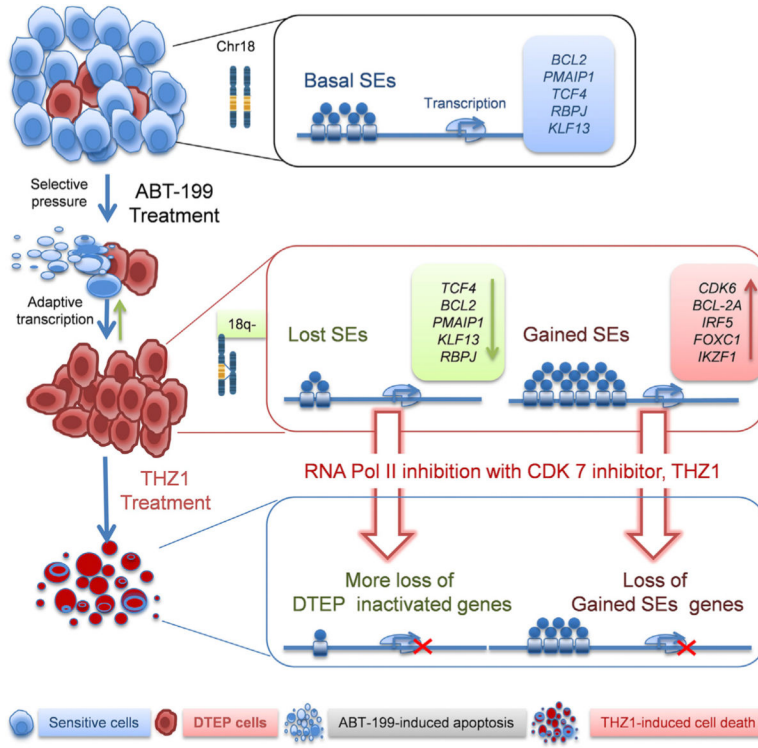 Chr18
Basal SEs
Transcription
BCL2
PMAIP1
TCF4
RBPJ
KLF13
Selective
pressure
ABT-199
Treatment
Adaptive
transcription
18q-
Lost SEs
TCF4
BCL2
PMAIP1
KLF13
RBPJ
Gained SEs
CDK6
BCL-2A
IRF5
FOXC1
IKZF1
THZ1
Treatment
RNA Pol II inhibition with CDK 7 inhibitor, THZ1
More loss of
DTEP inactivated genes
Loss of
Gained SEs genes
Sensitive cells
DTEP cells
ABT-199-induced apoptosis
THZ1-induced cell death